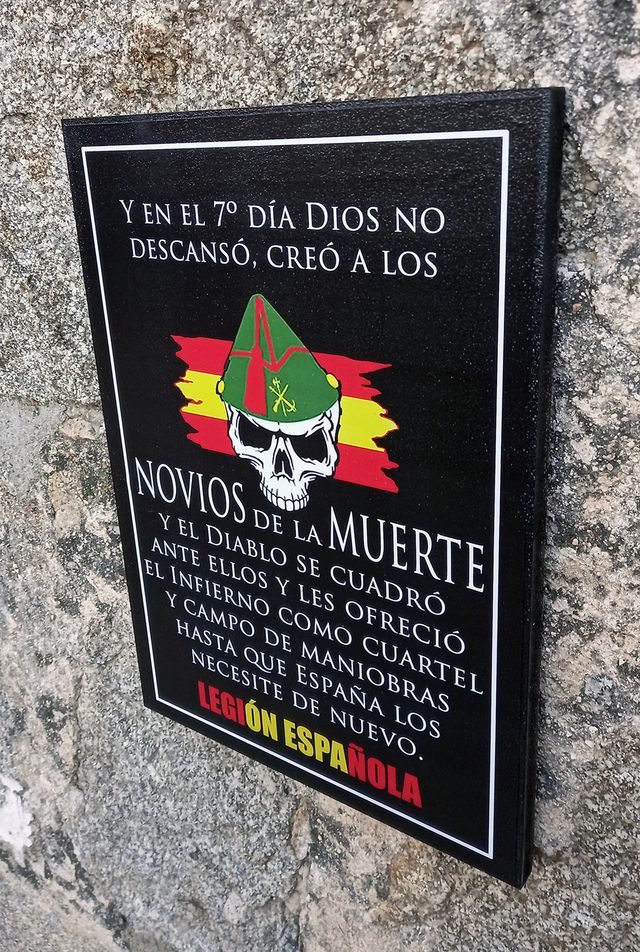 Y EN EL 7º DÍA DIOS NO
DESCANSÓ, CREÓ A LOS
NOVIOS DE LA MUERTE
Y EL DIABLO SE CUADRÓ
ANTE ELLOS Y LES OFRECIÓ
EL INFIERNO COMO CUARTEL
Y CAMPO DE MANIOBRAS
HASTA QUE ESPAÑA LOS
NECESITE DE NUEVO.
LEGIÓN ESPAÑOLA